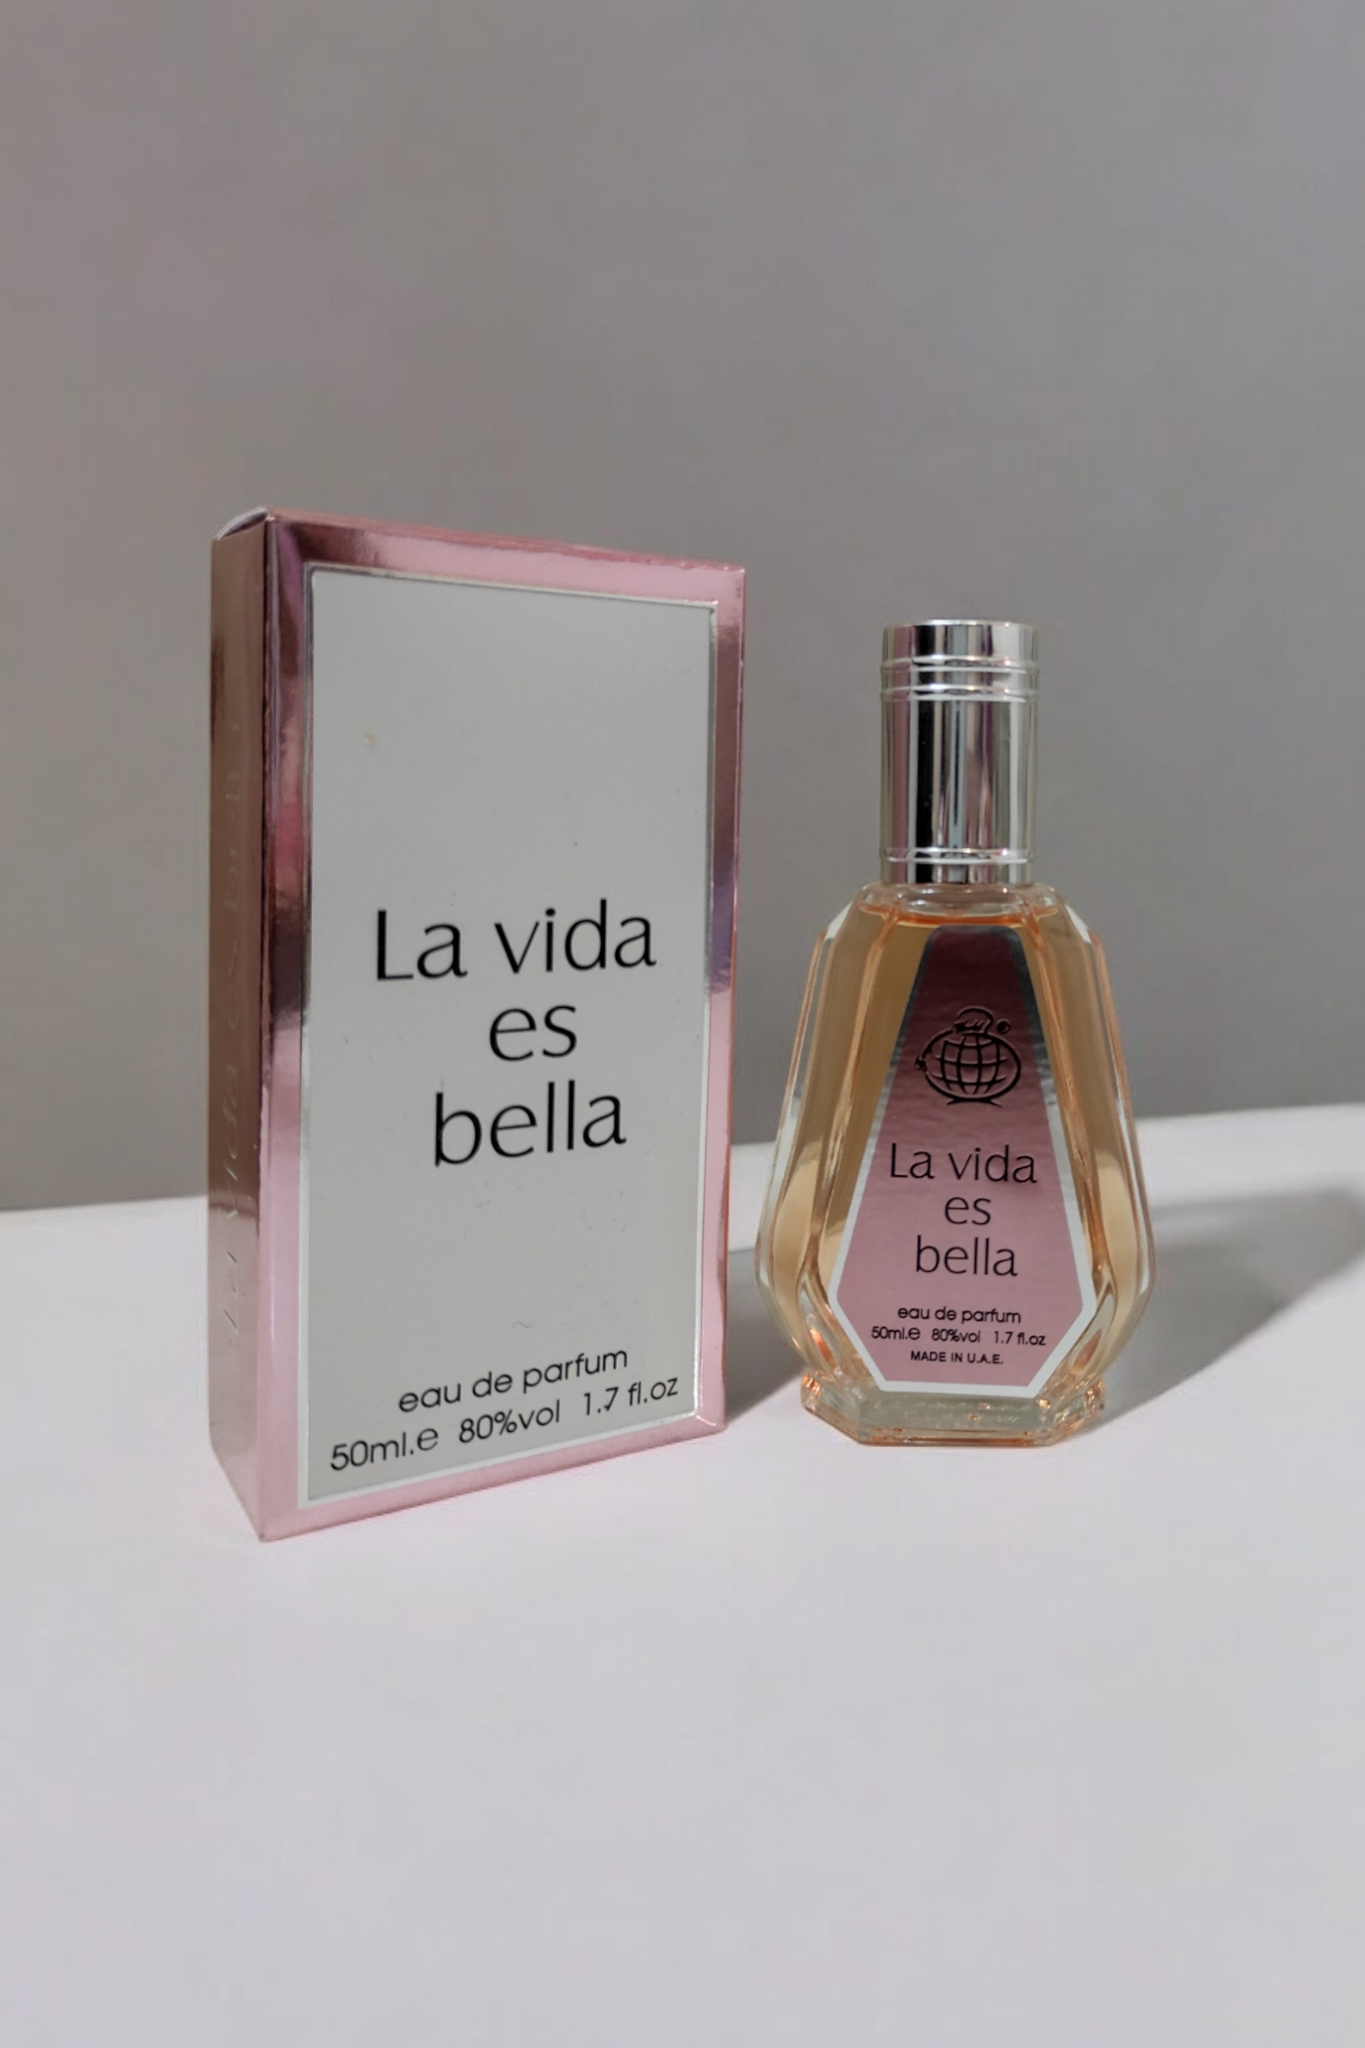 La vida
es
bella
eau de parfum
50ml.e 80%vol 1.7 fl.oz
La vida
es
bella
eau de parfum
50ml.e 80%vol 1.7 fl.oz
MADE IN U.A.E.